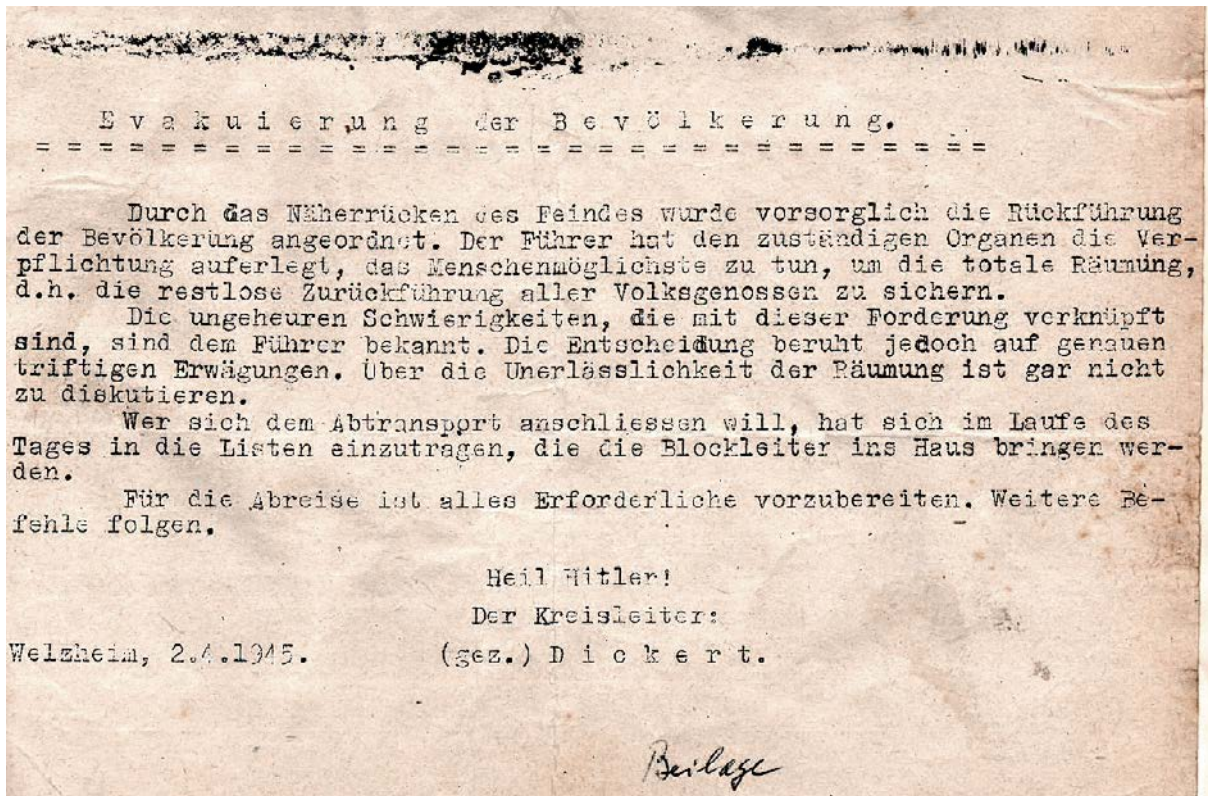 E v a k u i e r u n g der B e v ö l k e r u n g.
= = = = = = = = = = = = = = = = = = = = = = = = = = = = = =
Durch das Näherrücken des Feindes wurde vorsorglich die Rückführung
der Bevölkerung angeordnet. Der Führer hat den zuständigen Organen die Ver-
pflichtung auferlegt, das Menschenmöglichste zu tun, um die totale Räumung,
d.h. die restlose Zurückführung aller Volksgenossen zu sichern.
Die ungeheuren Schwierigkeiten, die mit dieser Forderung verknüpft
sind, sind dem Führer bekannt. Die Entscheidung beruht jedoch auf genauen
triftigen Erwägungen. Über die Unerlässlichkeit der Räumung ist gar nicht
zu diskutieren.
Wer sich dem Abtransport anschliessen will, hat sich im Laufe des
Tages in die Listen einzutragen, die die Blockleiter ins Haus bringen wer-
den.
Für die Abreise ist alles Erforderliche vorzubereiten. Weitere Be-
fehle folgen.
Heil Hitler!
Der Kreisleiter:
Welzheim, 2.4.1945. (gez.) D i c k e r t.
Beilage